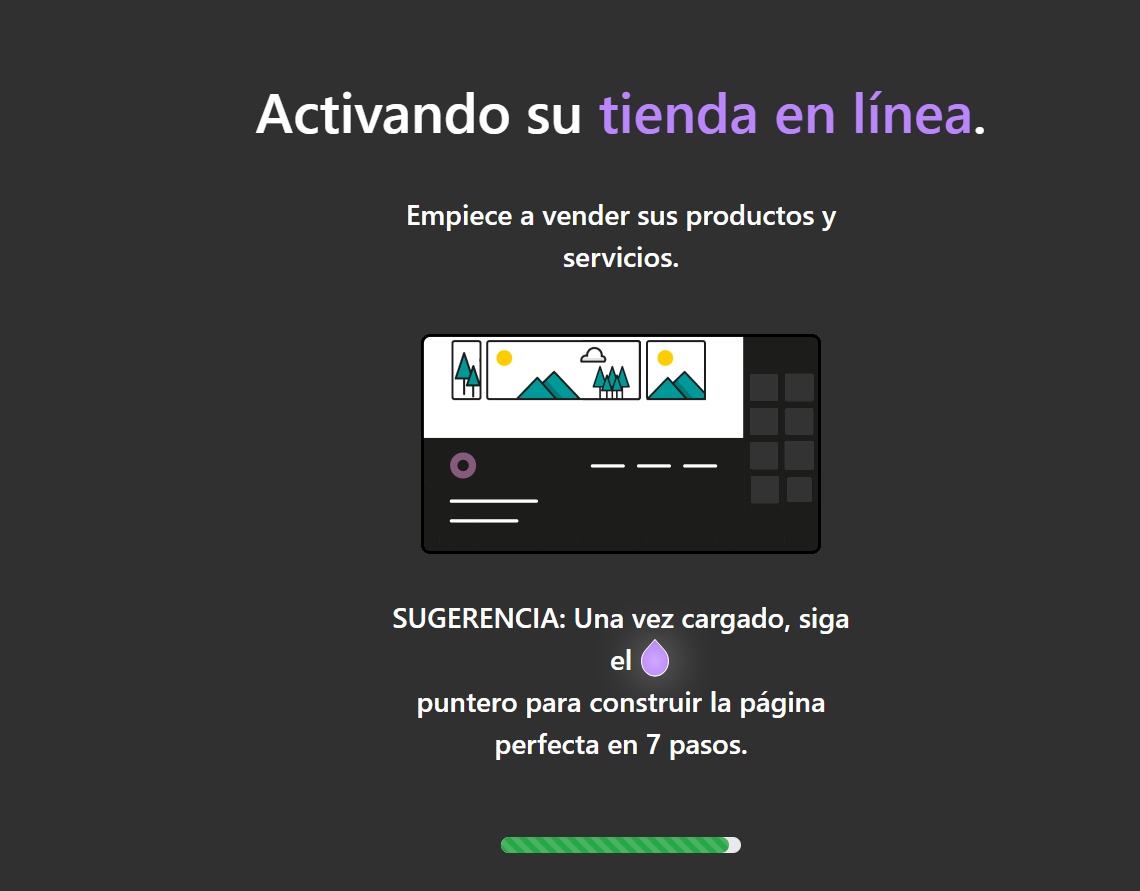 Activando su tienda en línea.
Empiece a vender sus productos y
servicios.
SUGERENCIA: Una vez cargado, siga
el
puntero para construir la página
perfecta en 7 pasos.